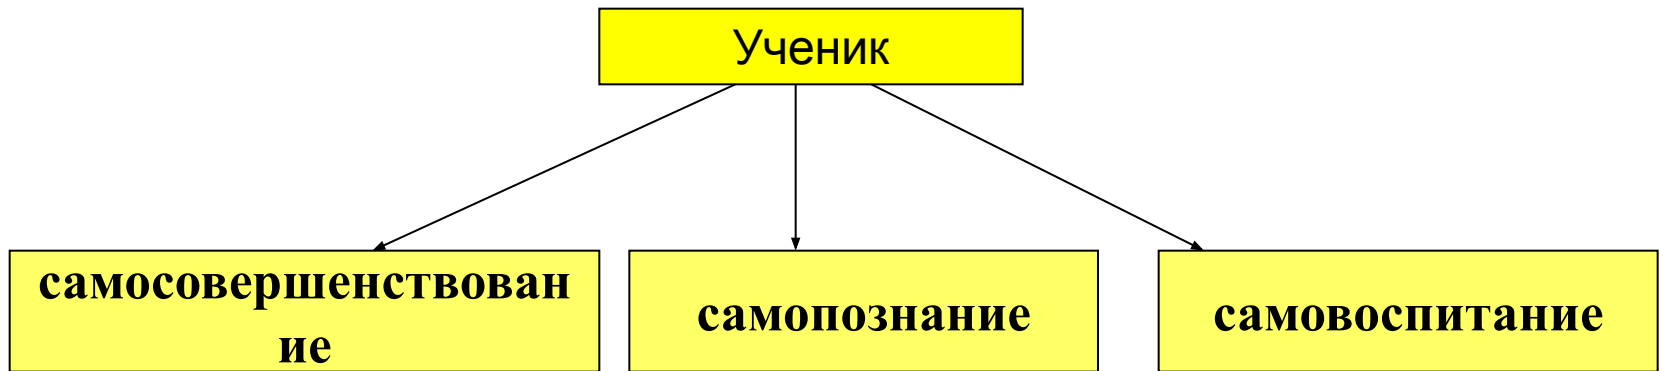 Ученик
самосовершенствован
ие
самопознание
самовоспитание